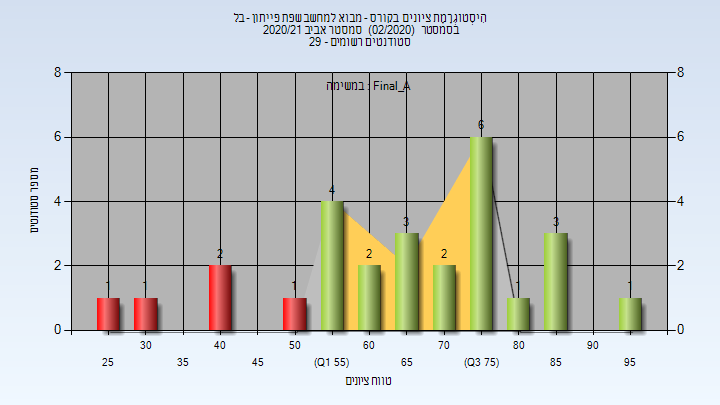 היסטוגרמת ציונים בקורס - מבוא למחשב שפת פייתון - בל
בסמסטר (02/2020) סמסטר אביב 2020/21
סטודנטים רשומים - 29
במשימה : Final_A
8 8
6 6
4 4
2 2
0 0
1 1 2 1 4 2 3 2 6 1 3 1
מספר סטודנטים
30 40 50 60 70 80 90
25 35 45 (Q1 55) 65 (Q3 75) 85 95
טווח ציונים